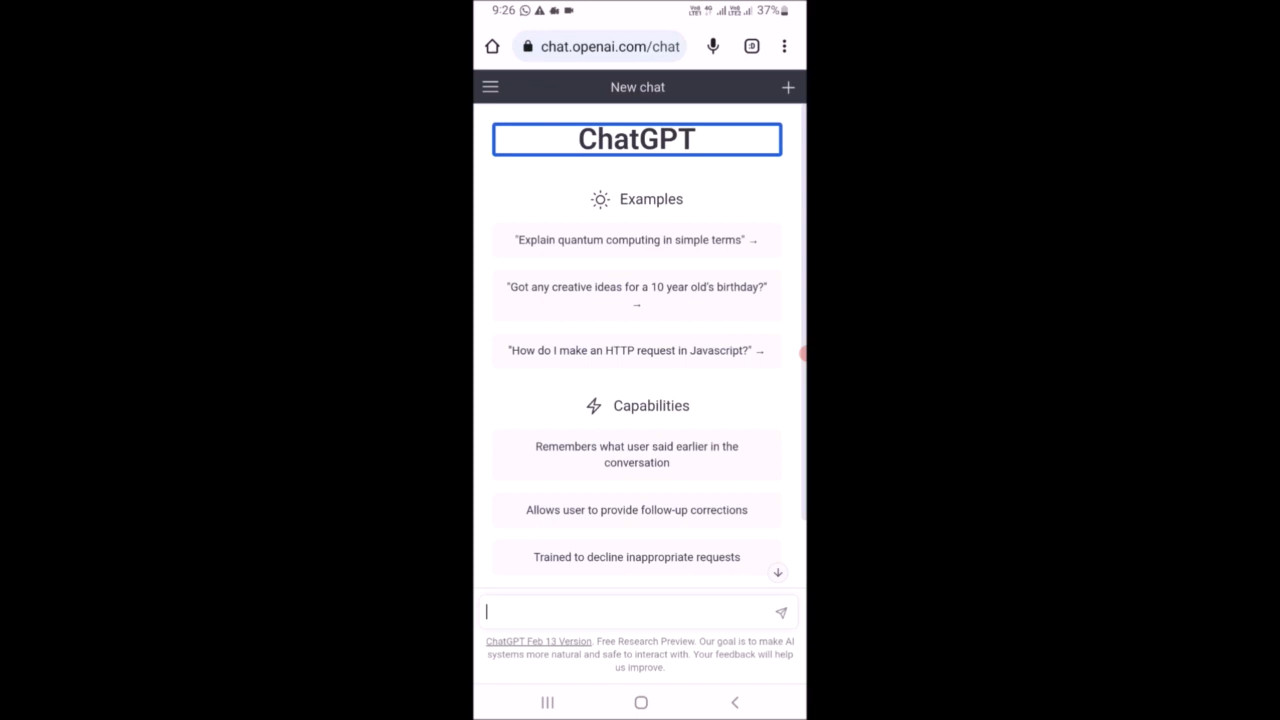 9:26 37%
chat.openai.com/chat :D
New chat
ChatGPT
Examples
"Explain quantum computing in simple terms" →
"Got any creative ideas for a 10 year old's birthday?"
→
"How do I make an HTTP request in Javascript?" →
Capabilities
Remembers what user said earlier in the
conversation
Allows user to provide follow-up corrections
Trained to decline inappropriate requests
ChatGPT Feb 13 Version. Free Research Preview. Our goal is to make AI
systems more natural and safe to interact with. Your feedback will help
us improve.